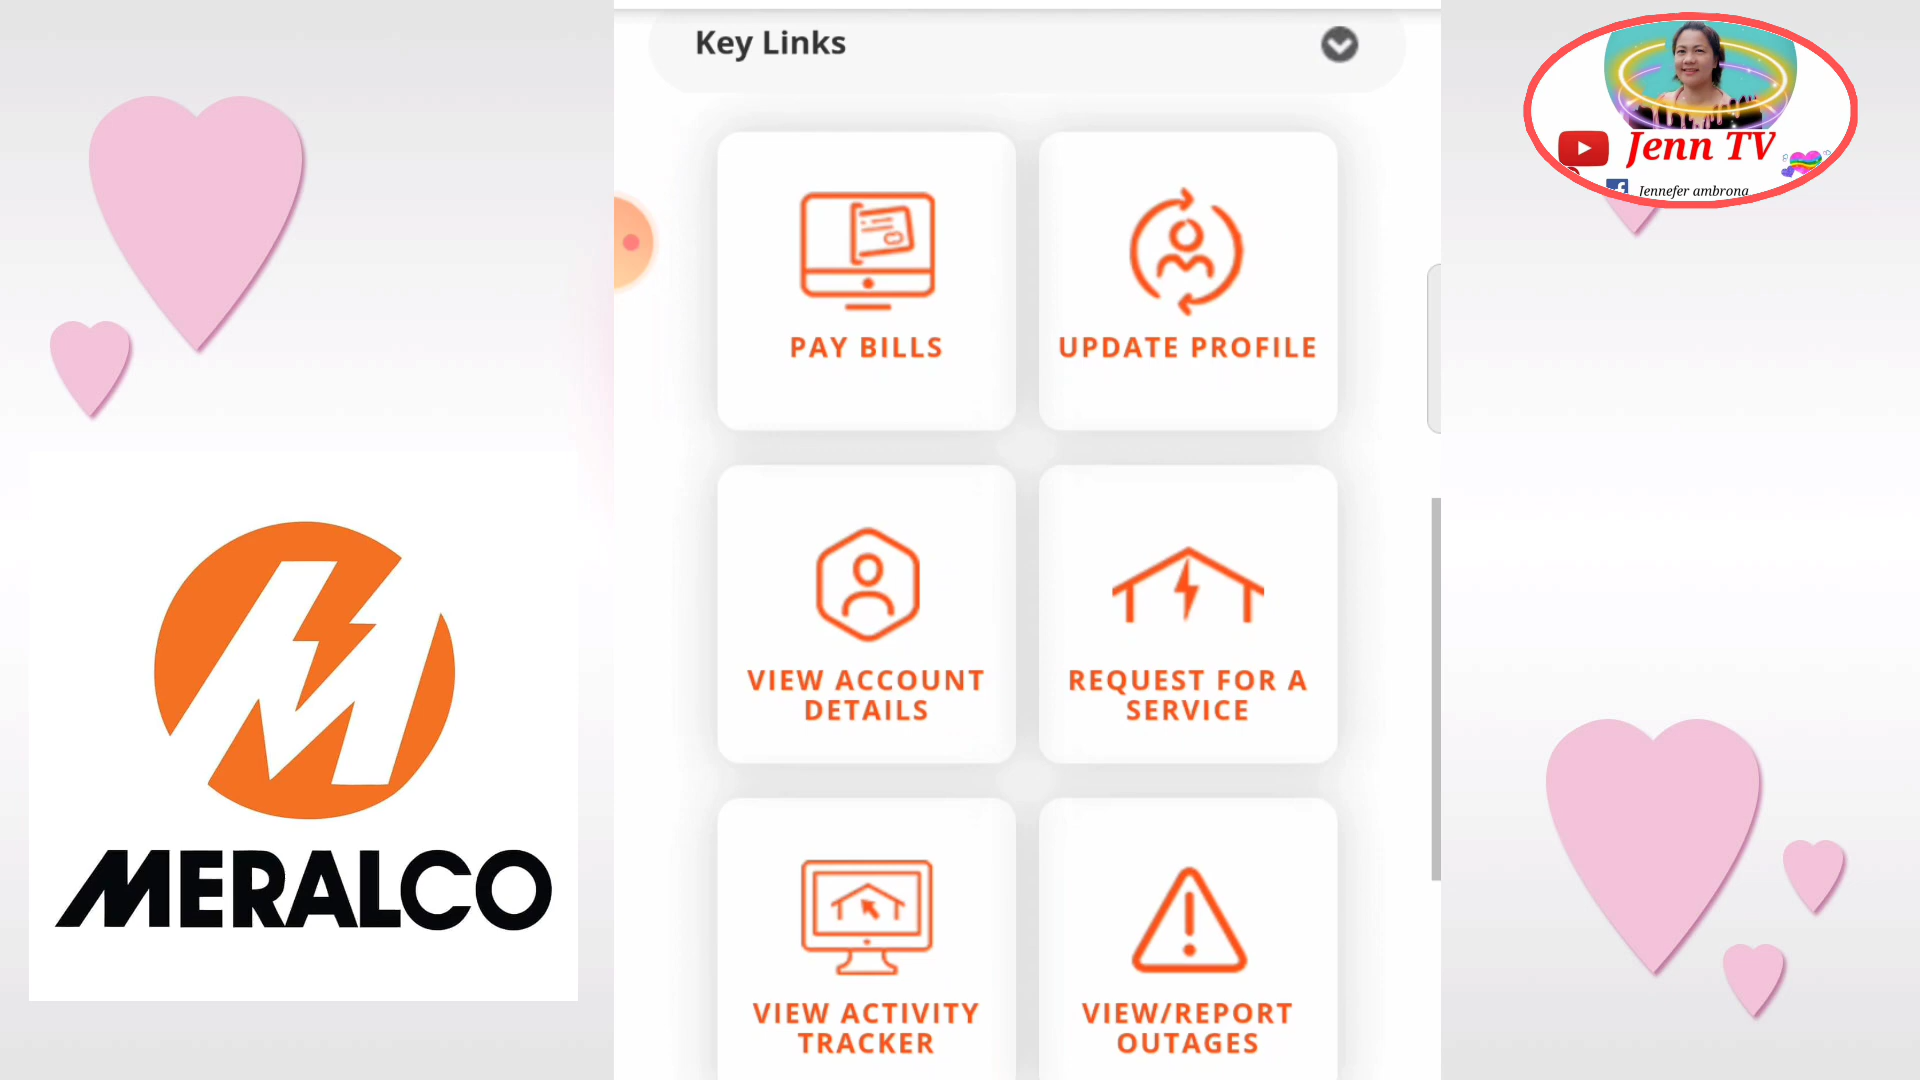 Key Links
PAY BILLS
UPDATE PROFILE
VIEW ACCOUNT
DETAILS
REQUEST FOR A
SERVICE
VIEW ACTIVITY
TRACKER
VIEW/REPORT
OUTAGES
MERALCO
Jenn TV
Jennefer ambrona